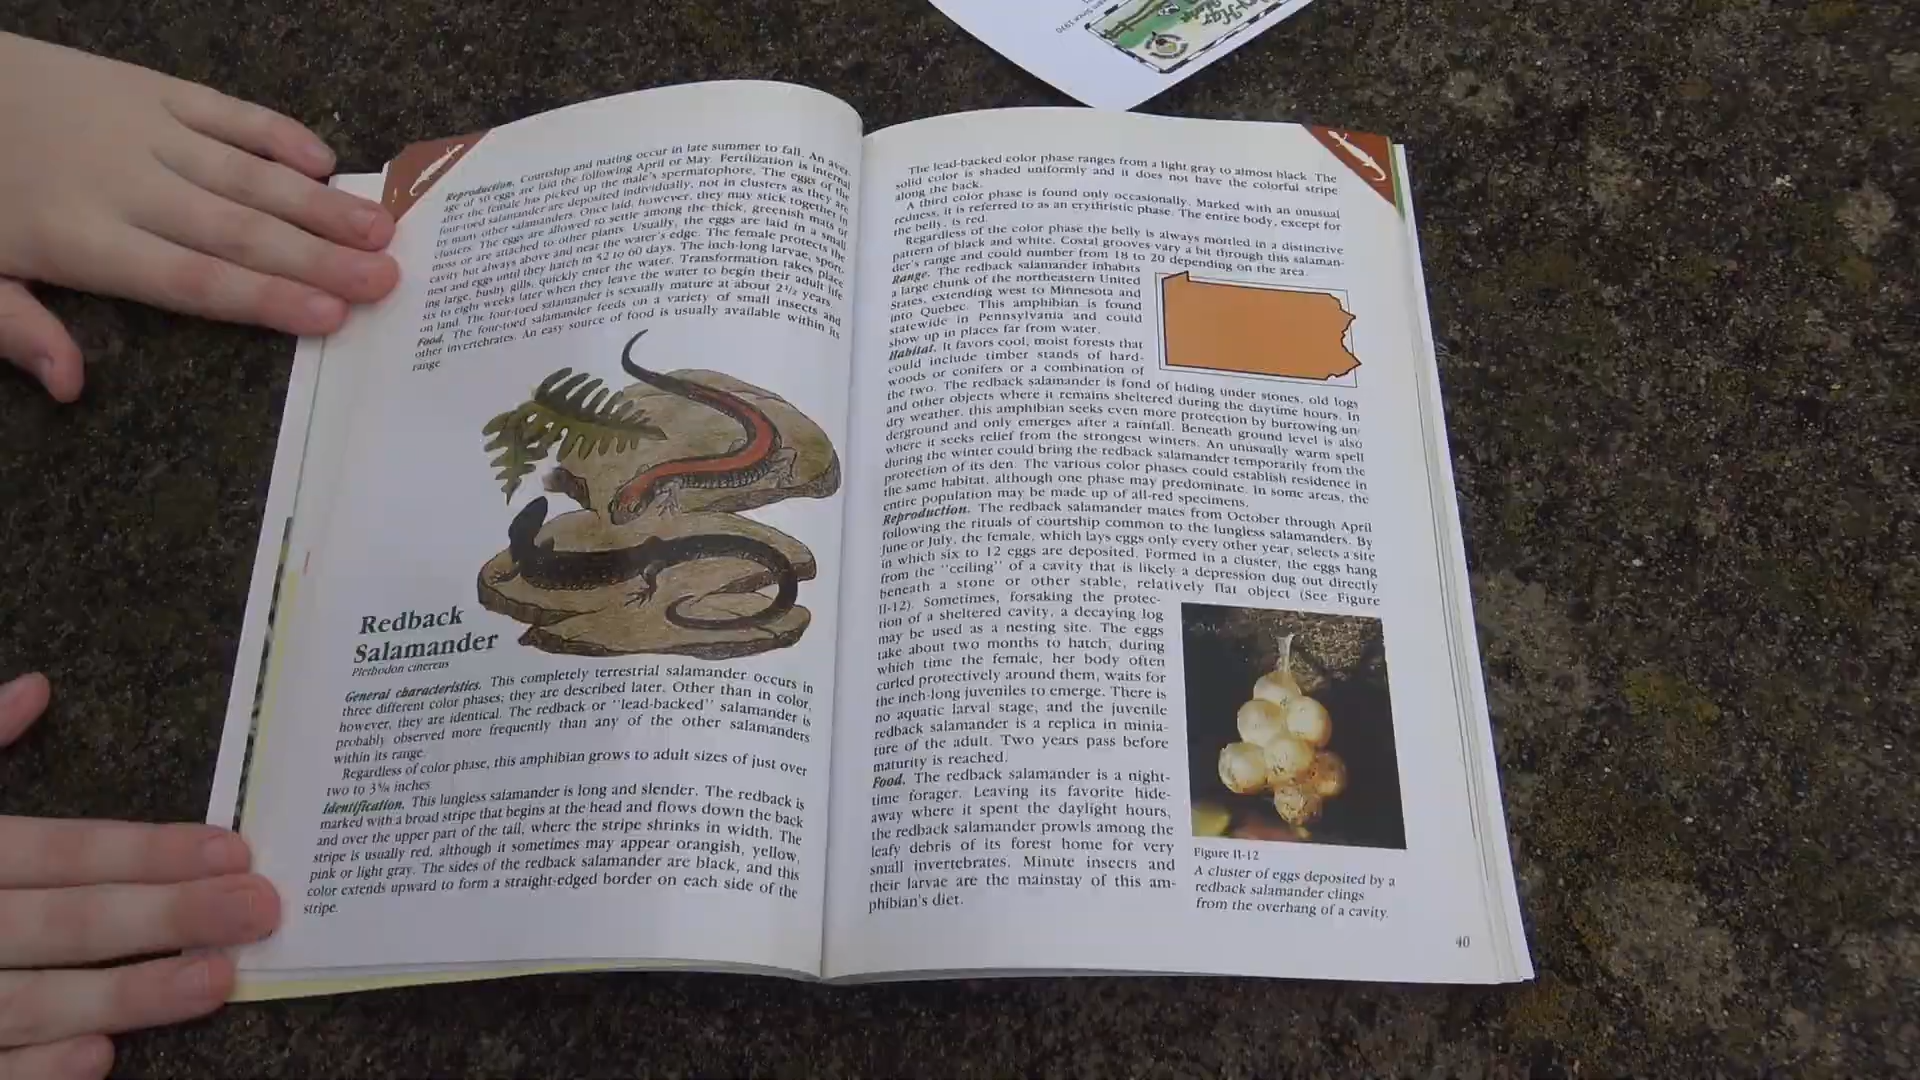 Reproduction. Courtship and mating occur in late summer to fall. An aver-
age of 50 eggs are laid the following April or May. Fertilization is internal
after the female has picked up the male's spermatophore. The eggs of the
four-toed salamander are deposited individually, not in clusters as they are
by many other salamanders. Once laid, however, they may stick together in
clusters. The eggs are allowed to settle among the thick, greenish mats of
moss or are attached to other plants. Usually, the eggs are laid in a small
cavity but always above and near the water's edge. The female protects the
nest and eggs until they hatch in 52 to 60 days. The inch-long larvae, sport-
ing large, bushy gills, quickly enter the water. Transformation takes place
six to eight weeks later when they leave the water to begin their adult life
on land. The four-toed salamander is sexually mature at about 2½ years.
Food. The four-toed salamander feeds on a variety of small insects and
other invertebrates. An easy source of food is usually available within its
range.
Redback
Salamander
Plethodon cinereus
General characteristics. This completely terrestrial salamander occurs in
three different color phases; they are described later. Other than in color,
however, they are identical. The redback or "lead-backed" salamander is
probably observed more frequently than any of the other salamanders
within its range.
Regardless of color phase, this amphibian grows to adult sizes of just over
two to 3⅝ inches
Identification. This lungless salamander is long and slender. The redback is
marked with a broad stripe that begins at the head and flows down the back
and over the upper part of the tail, where the stripe shrinks in width. The
stripe is usually red, although it sometimes may appear orangish, yellow,
pink or light gray. The sides of the redback salamander are black, and this
color extends upward to form a straight-edged border on each side of the
stripe.
The lead-backed color phase ranges from a light gray to almost black. The
solid color is shaded uniformly and it does not have the colorful stripe
along the back.
A third color phase is found only occasionally. Marked with an unusual
redness, it is referred to as an erythristic phase. The entire body, except for
the belly, is red.
Regardless of the color phase the belly is always mottled in a distinctive
pattern of black and white. Costal grooves vary a bit through this salaman-
der's range and could number from 18 to 20 depending on the area.
Range. The redback salamander inhabits
a large chunk of the northeastern United
States, extending west to Minnesota and
into Quebec. This amphibian is found
statewide in Pennsylvania and could
show up in places far from water.
Habitat. It favors cool, moist forests that
could include timber stands of hard-
woods or conifers or a combination of
the two. The redback salamander is fond of hiding under stones, old logs
and other objects where it remains sheltered during the daytime hours. In
dry weather, this amphibian seeks even more protection by burrowing un-
derground and only emerges after a rainfall. Beneath ground level is also
where it seeks relief from the strongest winters. An unusually warm spell
during the winter could bring the redback salamander temporarily from the
protection of its den. The various color phases could establish residence in
the same habitat, although one phase may predominate. In some areas, the
entire population may be made up of all-red specimens.
Reproduction. The redback salamander mates from October through April
following the rituals of courtship common to the lungless salamanders. By
June or July, the female, which lays eggs only every other year, selects a site
in which six to 12 eggs are deposited. Formed in a cluster, the eggs hang
from the "ceiling" of a cavity that is likely a depression dug out directly
beneath a stone or other stable, relatively flat object (See Figure
II-12). Sometimes, forsaking the protec-
tion of a sheltered cavity, a decaying log
may be used as a nesting site. The eggs
take about two months to hatch, during
which time the female, her body often
curled protectively around them, waits for
the inch-long juveniles to emerge. There is
no aquatic larval stage, and the juvenile
redback salamander is a replica in minia-
ture of the adult. Two years pass before
maturity is reached.
Food. The redback salamander is a night-
time forager. Leaving its favorite hide-
away where it spent the daylight hours,
the redback salamander prowls among the
leafy debris of its forest home for very
small invertebrates. Minute insects and
their larvae are the mainstay of this am-
phibian's diet.
Figure II-12
A cluster of eggs deposited by a
redback salamander clings
from the overhang of a cavity.
40